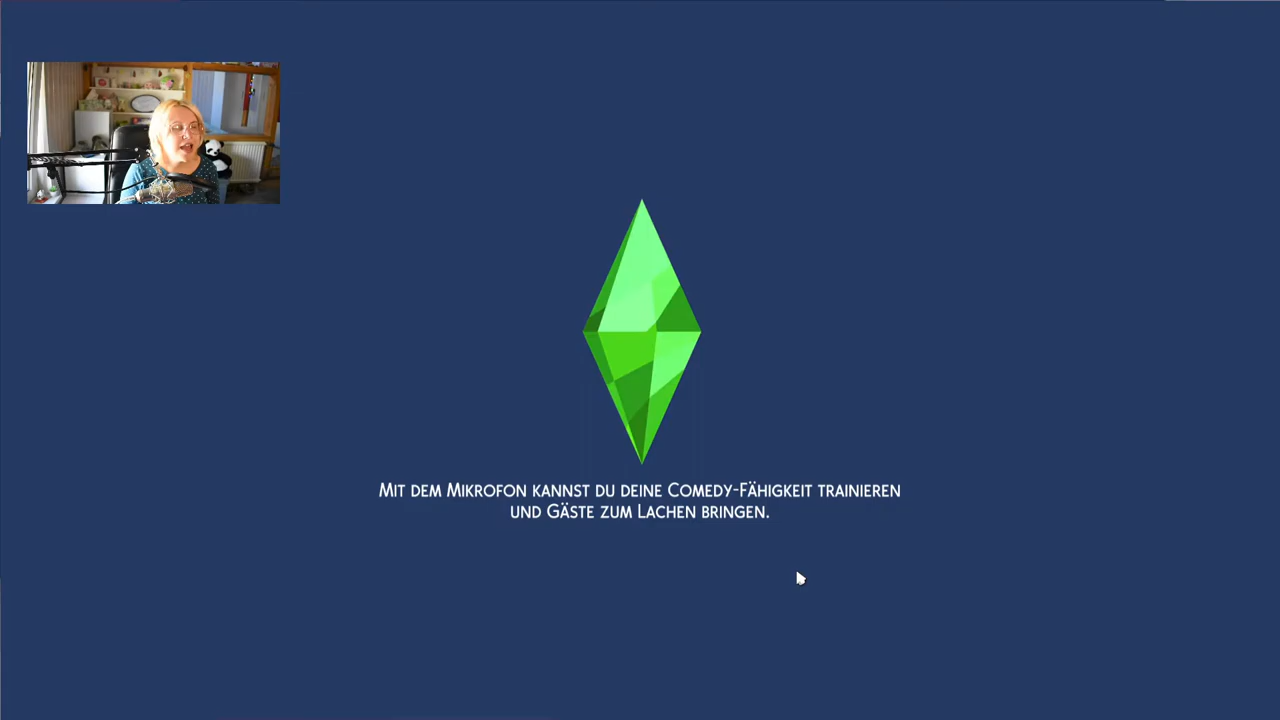 Mit dem Mikrofon kannst du deine Comedy-Fähigkeit trainieren
und Gäste zum Lachen bringen.